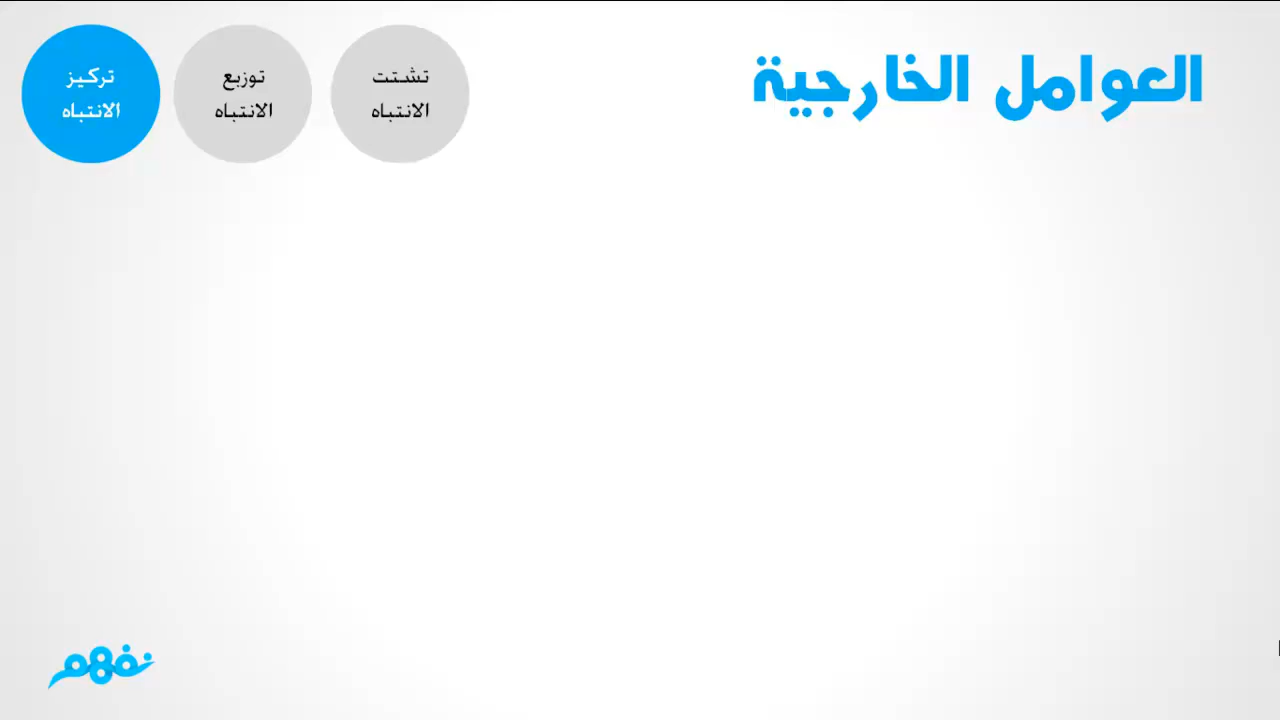 العوامل الخارجية
تشتت
الانتباه
توزيع
الانتباه
تركيز
الانتباه
نفهم